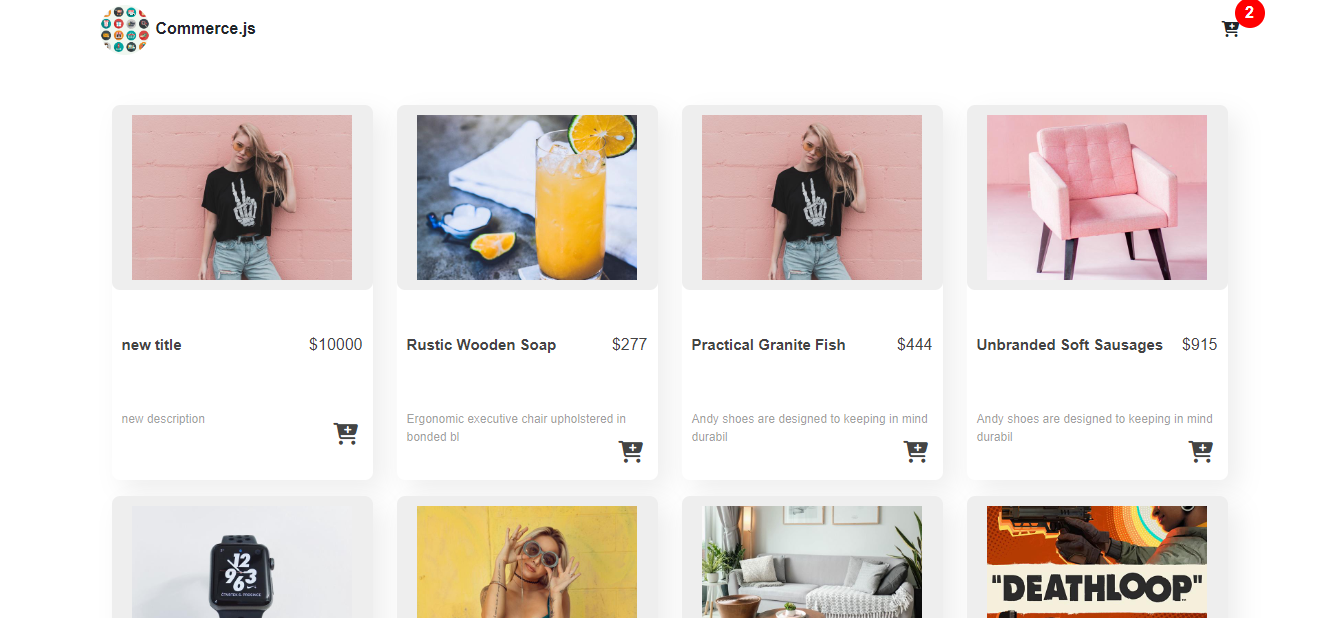 Commerce.js
2
new title $10000
Rustic Wooden Soap $277
Practical Granite Fish $444
Unbranded Soft Sausages $915
new description
Ergonomic executive chair upholstered in
bonded bl
Andy shoes are designed to keeping in mind
durabil
Andy shoes are designed to keeping in mind
durabil
12
9 3
6
"DEATHLOOP"